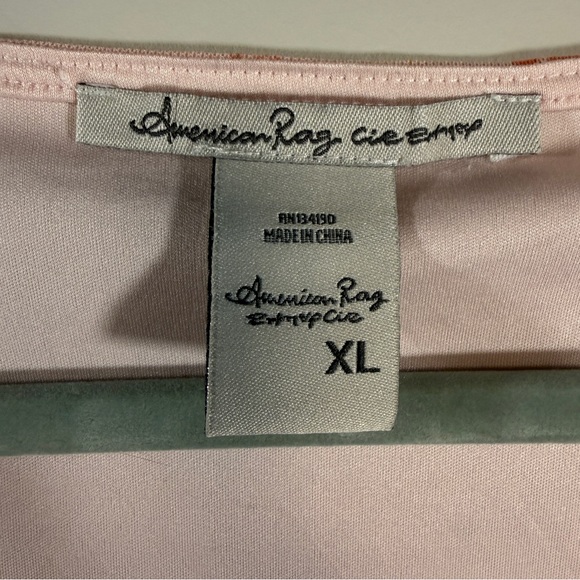 American Rag Cie
RN134190
MADE IN CHINA
American Rag
Cie
XL